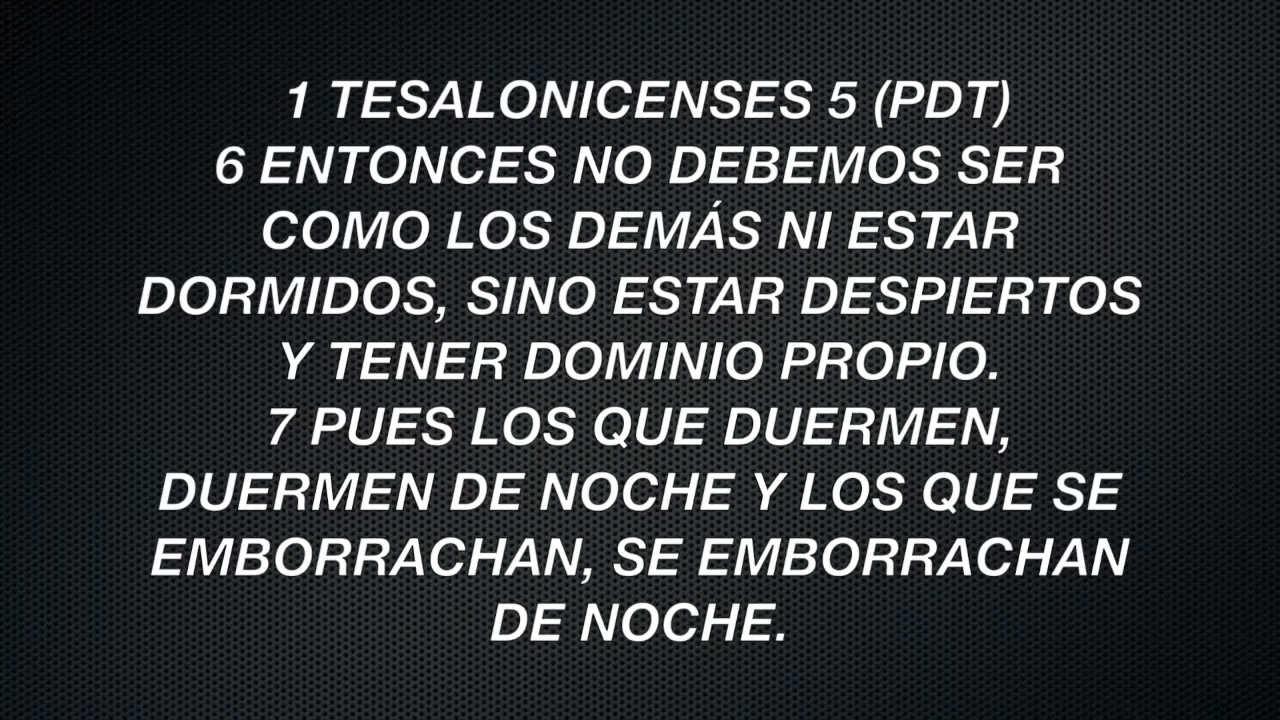 1 TESALONICENSES 5 (PDT)
6 ENTONCES NO DEBEMOS SER
COMO LOS DEMÁS NI ESTAR
DORMIDOS, SINO ESTAR DESPIERTOS
Y TENER DOMINIO PROPIO.
7 PUES LOS QUE DUERMEN,
DUERMEN DE NOCHE Y LOS QUE SE
EMBORRACHAN, SE EMBORRACHAN
DE NOCHE.